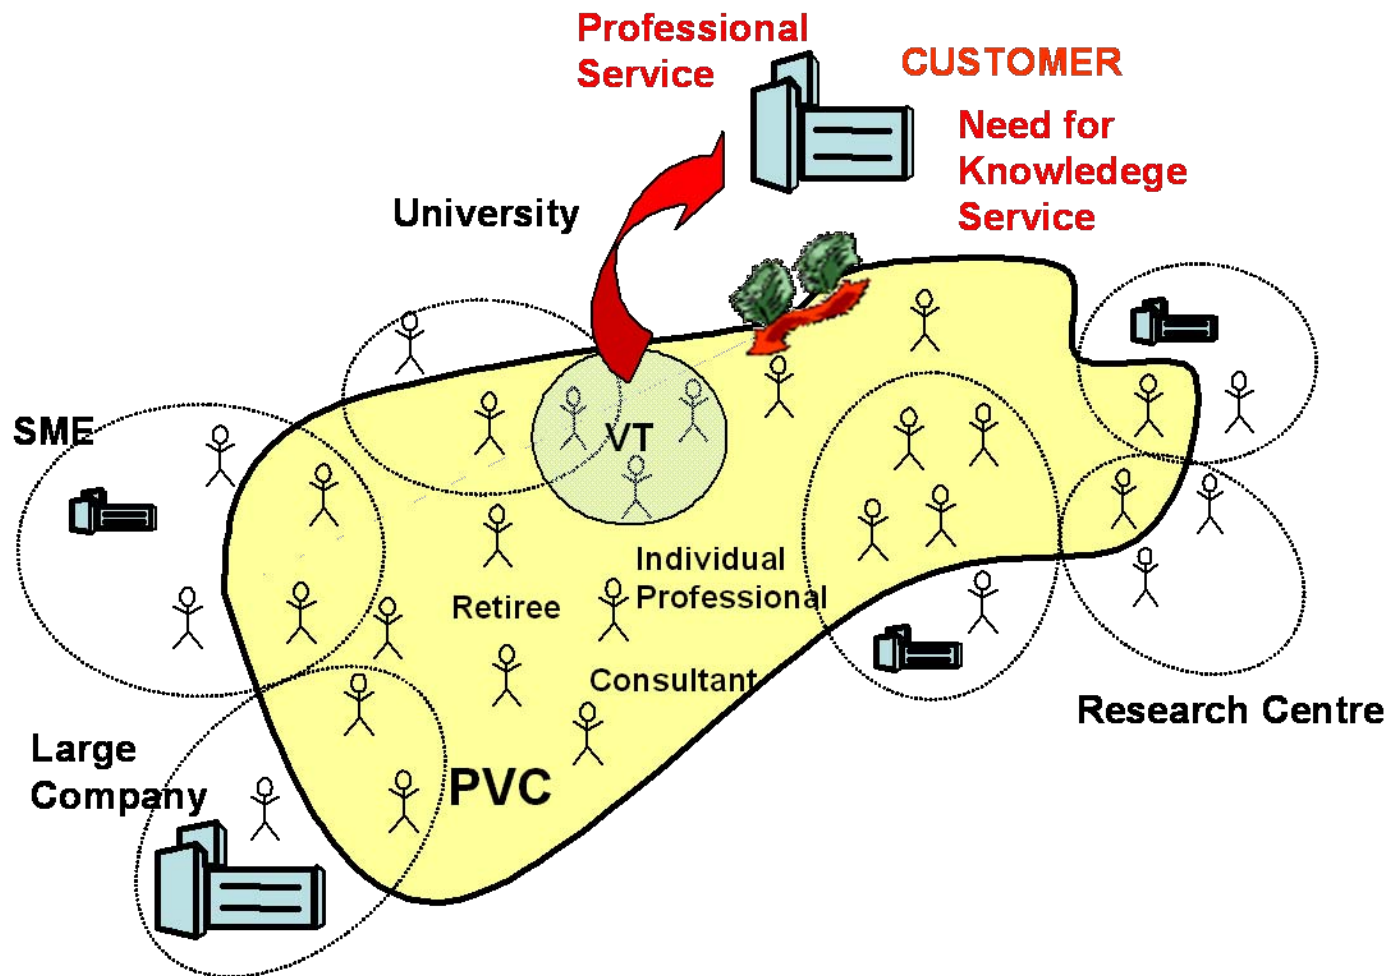 Professional
Service
CUSTOMER
Need for
Knowledege
Service
University
SME
VT
Individual
Professional
Retiree
Consultant
Research Centre
Large
Company
PVC